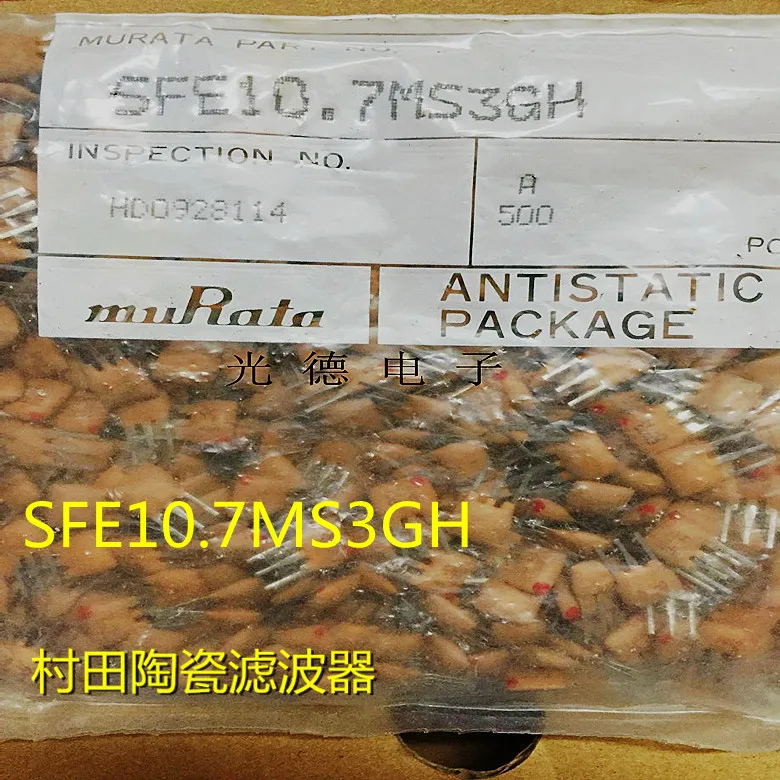 MURATA PART NO.
SFE10.7MS3GH
INSPECTION NO.
HD0928114
A
500
muRata
ANTISTATIC
PACKAGE
光德电子
SFE10.7MS3GH
村田陶瓷滤波器